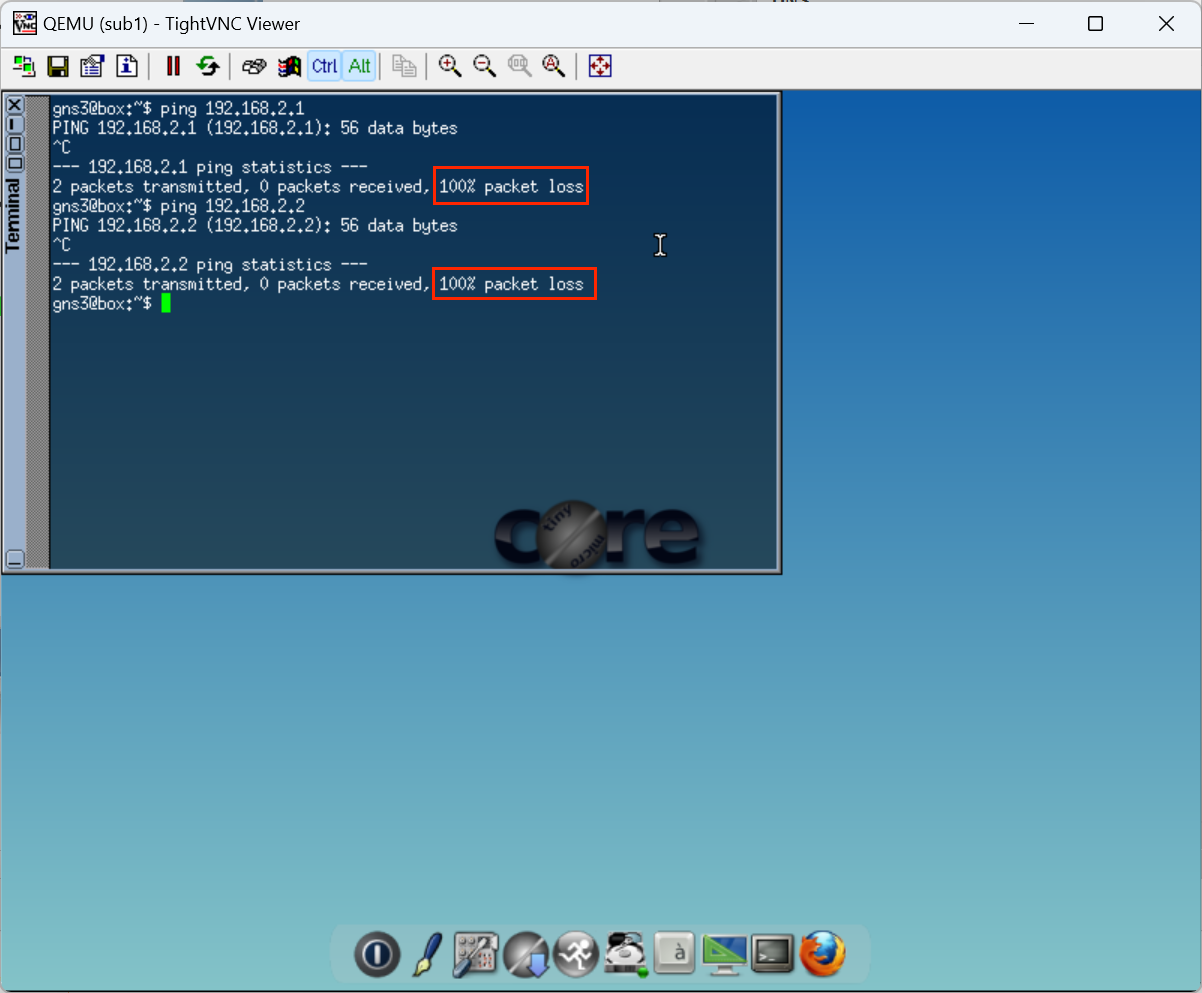 QEMU (sub1) - TightVNC Viewer
Ctrl Alt
Terminal
gns3@box:~$ ping 192.168.2.1
PING 192.168.2.1 (192.168.2.1): 56 data bytes
^C
--- 192.168.2.1 ping statistics ---
2 packets transmitted, 0 packets received, 100% packet loss
gns3@box:~$ ping 192.168.2.2
PING 192.168.2.2 (192.168.2.2): 56 data bytes
^C
--- 192.168.2.2 ping statistics ---
2 packets transmitted, 0 packets received, 100% packet loss
gns3@box:~$
core
tiny
micro
à